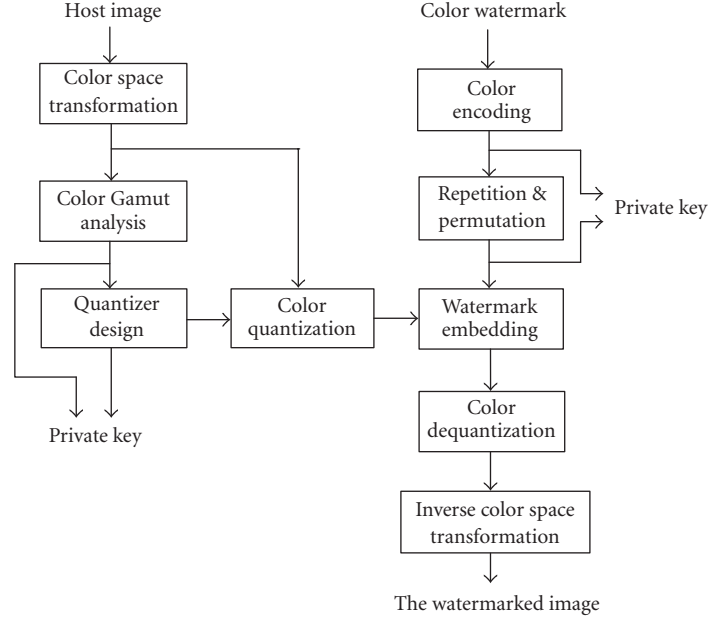 Host image
Color space
transformation
Color Gamut
analysis
Quantizer
design
Private key
Color
quantization
Color watermark
Color
encoding
Repetition &
permutation
Private key
Watermark
embedding
Color
dequantization
Inverse color space
transformation
The watermarked image